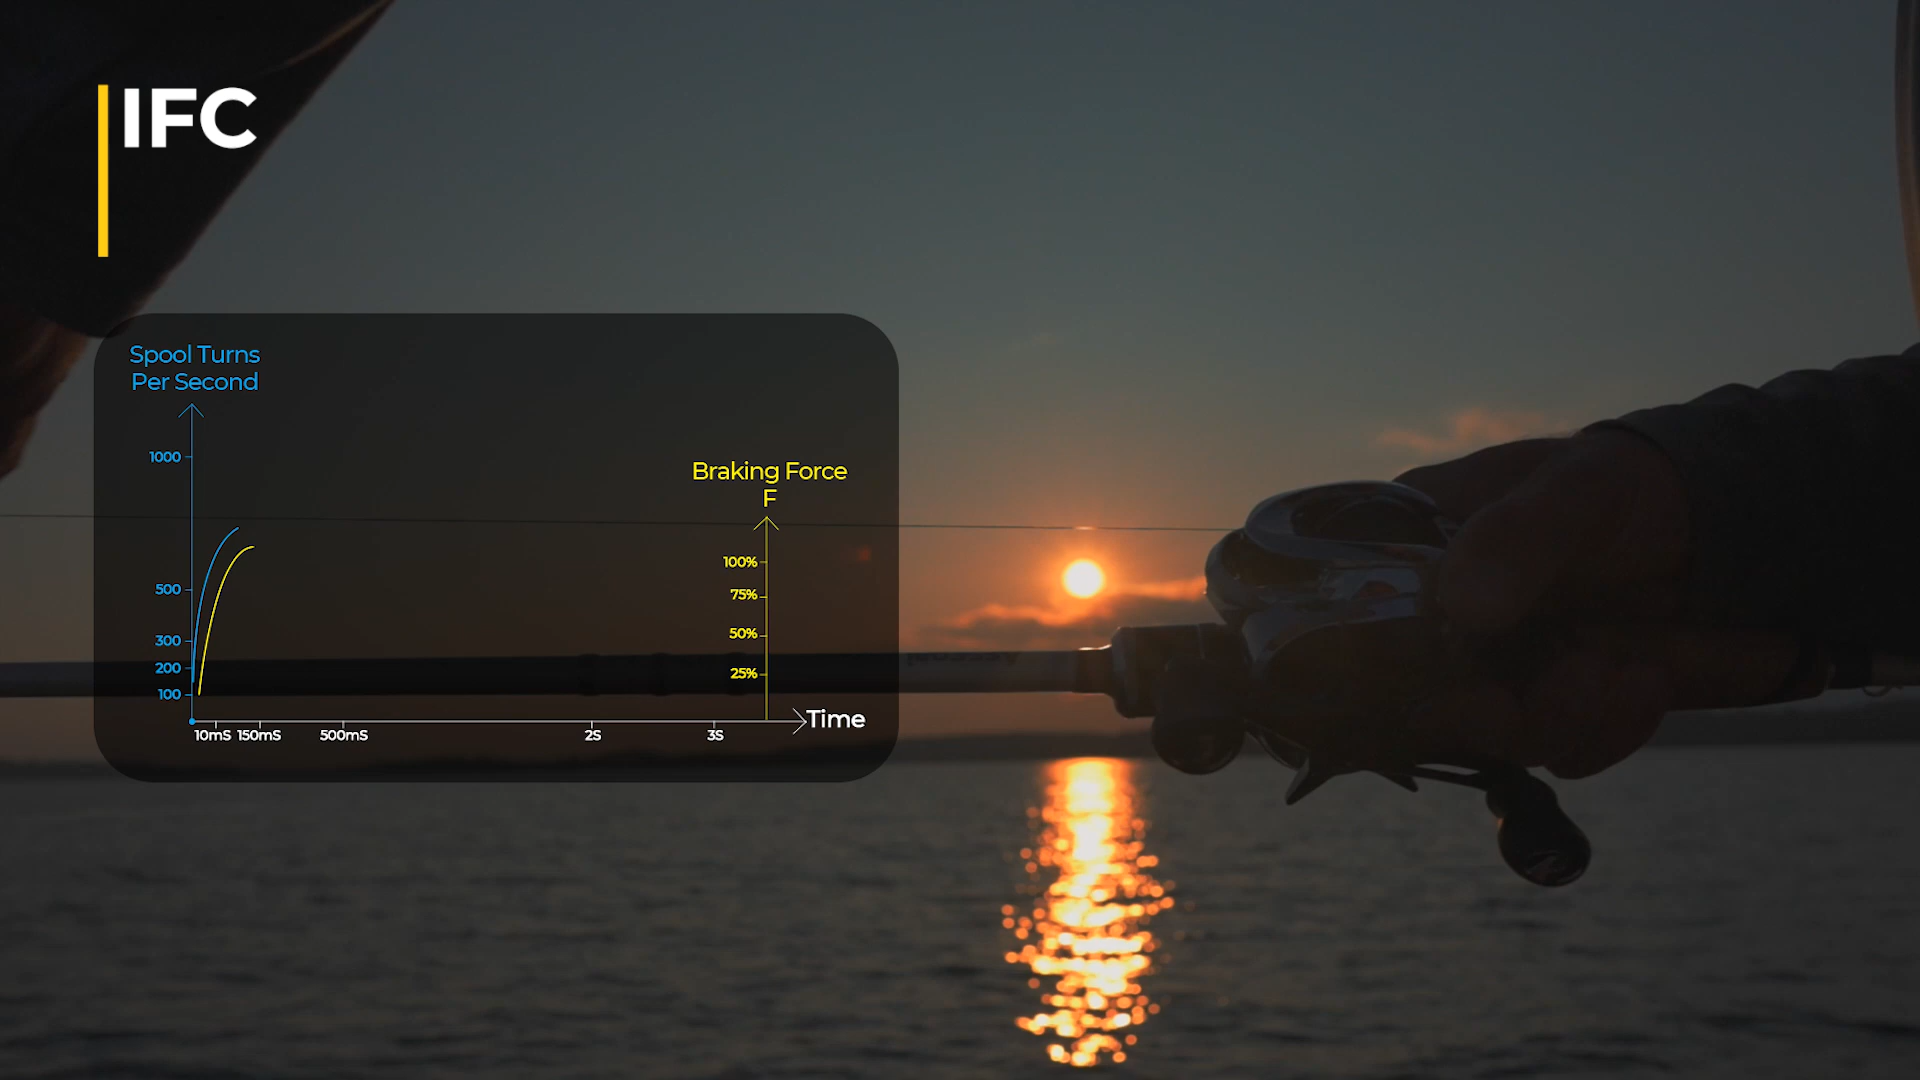 IFC
Spool Turns
Per Second
1000
500
300
200
100
Braking Force
F
100%
75%
50%
25%
10mS 150mS 500mS 2S 3S
Time